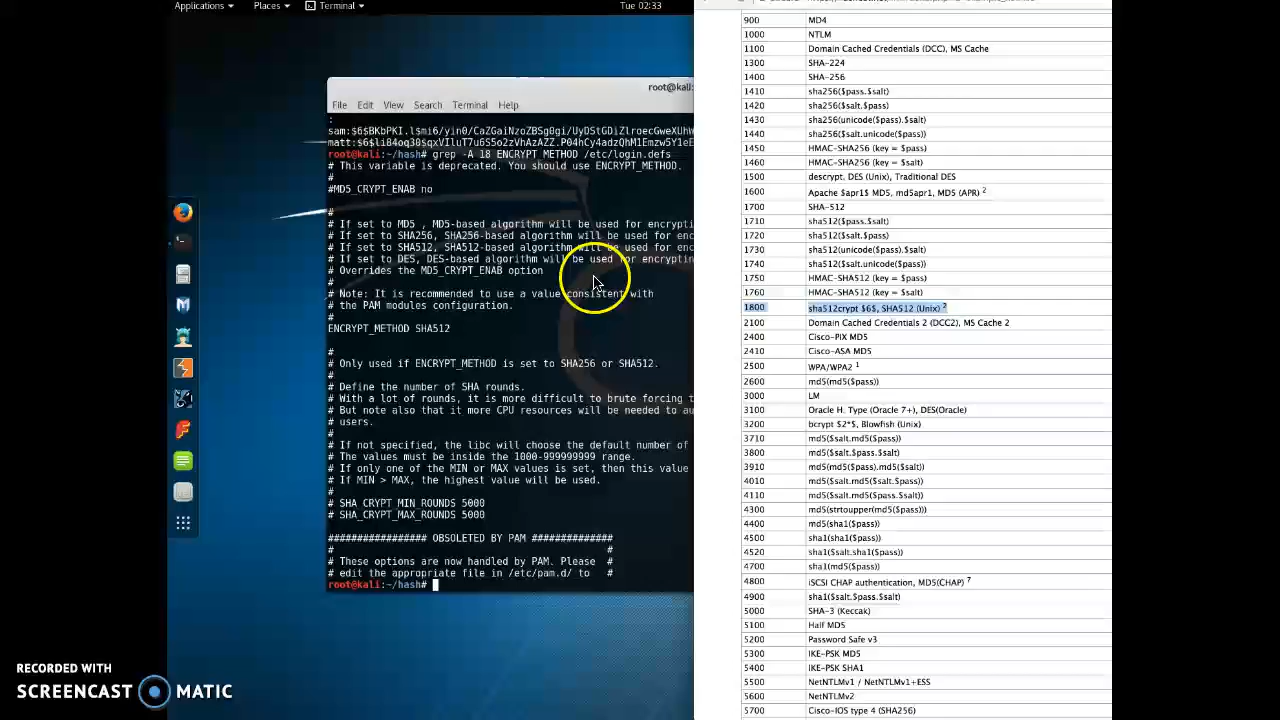 Applications Places Terminal Tue 02:33
root@kali:
File Edit View Search Terminal Help
:
matt:$6$li84oq30$qxVIluT7u6S5o2zVhAzAZZ.P04hCy4adzQhM1Emzw5Y1eE
root@kali:~/hash# grep -A 18 ENCRYPT_METHOD /etc/login.defs
# This variable is deprecated. You should use ENCRYPT_METHOD.
#
#MD5_CRYPT_ENAB no
#
# If set to MD5 , MD5-based algorithm will be used for encrypti
# If set to SHA256, SHA256-based algorithm will be used for enc
# If set to SHA512, SHA512-based algorithm will be used for enc
# If set to DES, DES-based algorithm will be used for encryptin
# Overrides the MD5_CRYPT_ENAB option
#
# Note: It is recommended to use a value consistent with
# the PAM modules configuration.
#
ENCRYPT_METHOD SHA512
#
# Only used if ENCRYPT_METHOD is set to SHA256 or SHA512.
#
# Define the number of SHA rounds.
# With a lot of rounds, it is more difficult to brute forcing t
# But note also that it more CPU resources will be needed to au
# users.
#
# If not specified, the libc will choose the default number of
# The values must be inside the 1000-999999999 range.
# If only one of the MIN or MAX values is set, then this value
# If MIN > MAX, the highest value will be used.
#
# SHA_CRYPT_MIN_ROUNDS 5000
# SHA_CRYPT_MAX_ROUNDS 5000
################# OBSOLETED BY PAM ##############
# #
# These options are now handled by PAM. Please #
# edit the appropriate file in /etc/pam.d/ to #
root@kali:~/hash#
900 MD4
1000 NTLM
1100 Domain Cached Credentials (DCC), MS Cache
1300 SHA-224
1400 SHA-256
1410 sha256($pass.$salt)
1420 sha256($salt.$pass)
1430 sha256(unicode($pass).$salt)
1440 sha256($salt.unicode($pass))
1450 HMAC-SHA256 (key = $pass)
1460 HMAC-SHA256 (key = $salt)
1500 descrypt, DES (Unix), Traditional DES
1600 Apache $apr1$ MD5, md5apr1, MD5 (APR) 2
1700 SHA-512
1710 sha512($pass.$salt)
1720 sha512($salt.$pass)
1730 sha512(unicode($pass).$salt)
1740 sha512($salt.unicode($pass))
1750 HMAC-SHA512 (key = $pass)
1760 HMAC-SHA512 (key = $salt)
1800 sha512crypt $6$, SHA512 (Unix) 2
2100 Domain Cached Credentials 2 (DCC2), MS Cache 2
2400 Cisco-PIX MD5
2410 Cisco-ASA MD5
2500 WPA/WPA2 1
2600 md5(md5($pass))
3000 LM
3100 Oracle H: Type (Oracle 7+), DES(Oracle)
3200 bcrypt $2*$, Blowfish (Unix)
3710 md5($salt.md5($pass))
3800 md5($salt.$pass.$salt)
3910 md5(md5($pass).md5($salt))
4010 md5($salt.md5($salt.$pass))
4110 md5($salt.md5($pass.$salt))
4300 md5(strtoupper(md5($pass)))
4400 md5(sha1($pass))
4500 sha1(sha1($pass))
4520 sha1($salt.sha1($pass))
4700 sha1(md5($pass))
4800 iSCSI CHAP authentication, MD5(CHAP) 7
4900 sha1($salt.$pass.$salt)
5000 SHA-3 (Keccak)
5100 Half MD5
5200 Password Safe v3
5300 IKE-PSK MD5
5400 IKE-PSK SHA1
5500 NetNTLMv1 / NetNTLMv1+ESS
5600 NetNTLMv2
5700 Cisco-IOS type 4 (SHA256)
RECORDED WITH
SCREENCAST MATIC